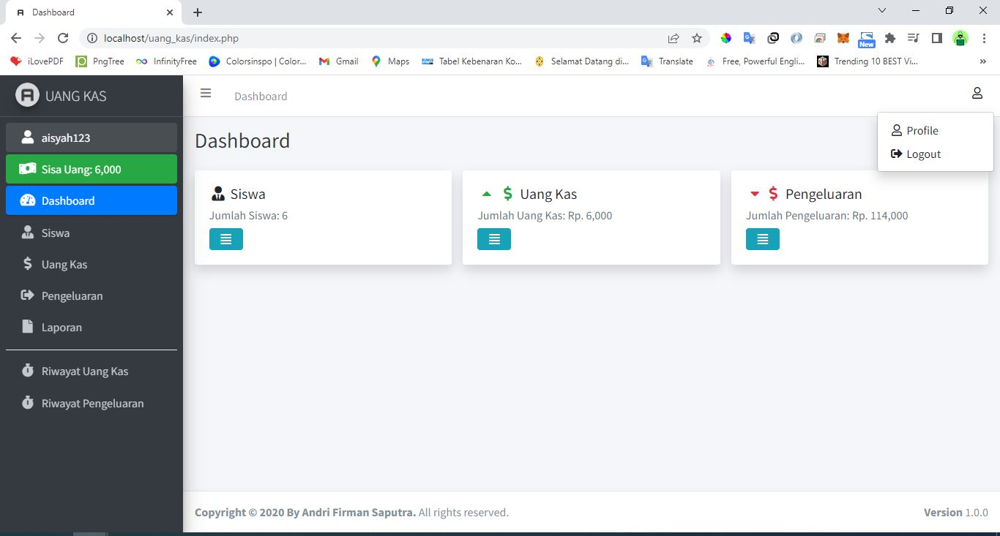 Dashboard
localhost/uang_kas/index.php
New
iLovePDF
PngTree
InfinityFree
Colorsinspo | Color...
Gmail
Maps
Tabel Kebenaran Ko...
Selamat Datang di...
Translate
Free, Powerful Engli...
Trending 10 BEST Vi...
»
A UANG KAS
Dashboard
aisyah123
Sisa Uang: 6,000
Dashboard
Siswa
Uang Kas
Pengeluaran
Laporan
Riwayat Uang Kas
Riwayat Pengeluaran
Profile
Logout
Dashboard
Siswa
Jumlah Siswa: 6
$ Uang Kas
Jumlah Uang Kas: Rp. 6,000
$ Pengeluaran
Jumlah Pengeluaran: Rp. 114,000
Copyright © 2020 By Andri Firman Saputra. All rights reserved.
Version 1.0.0